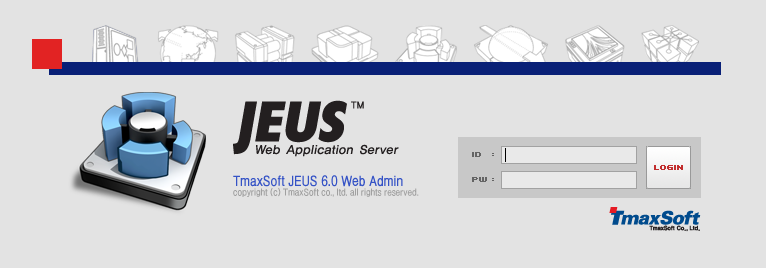 JEUS™
Web Application Server
TmaxSoft JEUS 6.0 Web Admin
copyright (c) TmaxSoft co., ltd. all rights reserved.
ID :
PW :
LOGIN
TmaxSoft
TmaxSoft Co., Ltd.